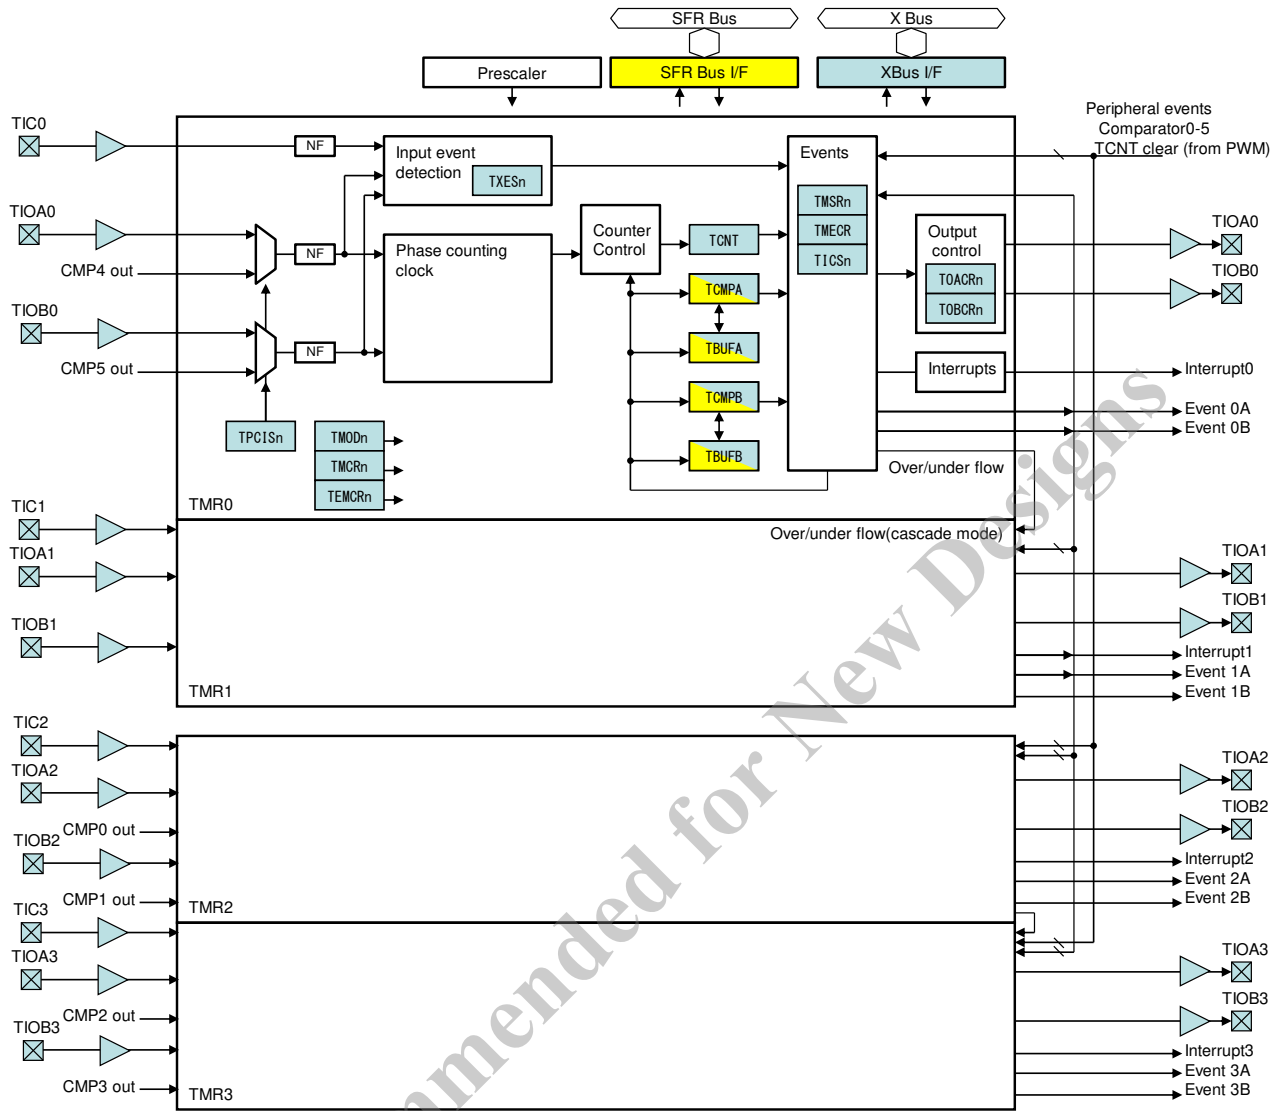 SFR Bus
X Bus
Prescaler
SFR Bus I/F
XBus I/F
Peripheral events
Comparator0-5
TCNT clear (from PWM)
TIC0
NF
Input event
detection
TXESn
Events
TMSRn
TMECR
TICSn
TIOA0
CMP4 out
NF
Phase counting
clock
Counter
Control
TCNT
TCMPA
TBUFA
TCMPB
TBUFB
Output
control
TOACRn
TOBCRn
TIOA0
TIOB0
TIOB0
CMP5 out
NF
Interrupts
Interrupt0
Event 0A
Event 0B
TPCISn
TMODn
TMCRn
TEMCRn
Over/under flow
TMR0
TIC1
TIOA1
TIOB1
Over/under flow(cascade mode)
TMR1
TIOA1
TIOB1
Interrupt1
Event 1A
Event 1B
TIC2
TIOA2
CMP0 out
TIOB2
CMP1 out
TMR2
TIOA2
TIOB2
Interrupt2
Event 2A
Event 2B
TIC3
TIOA3
CMP2 out
TIOB3
CMP3 out
TMR3
TIOA3
TIOB3
Interrupt3
Event 3A
Event 3B
mmended for New Designs